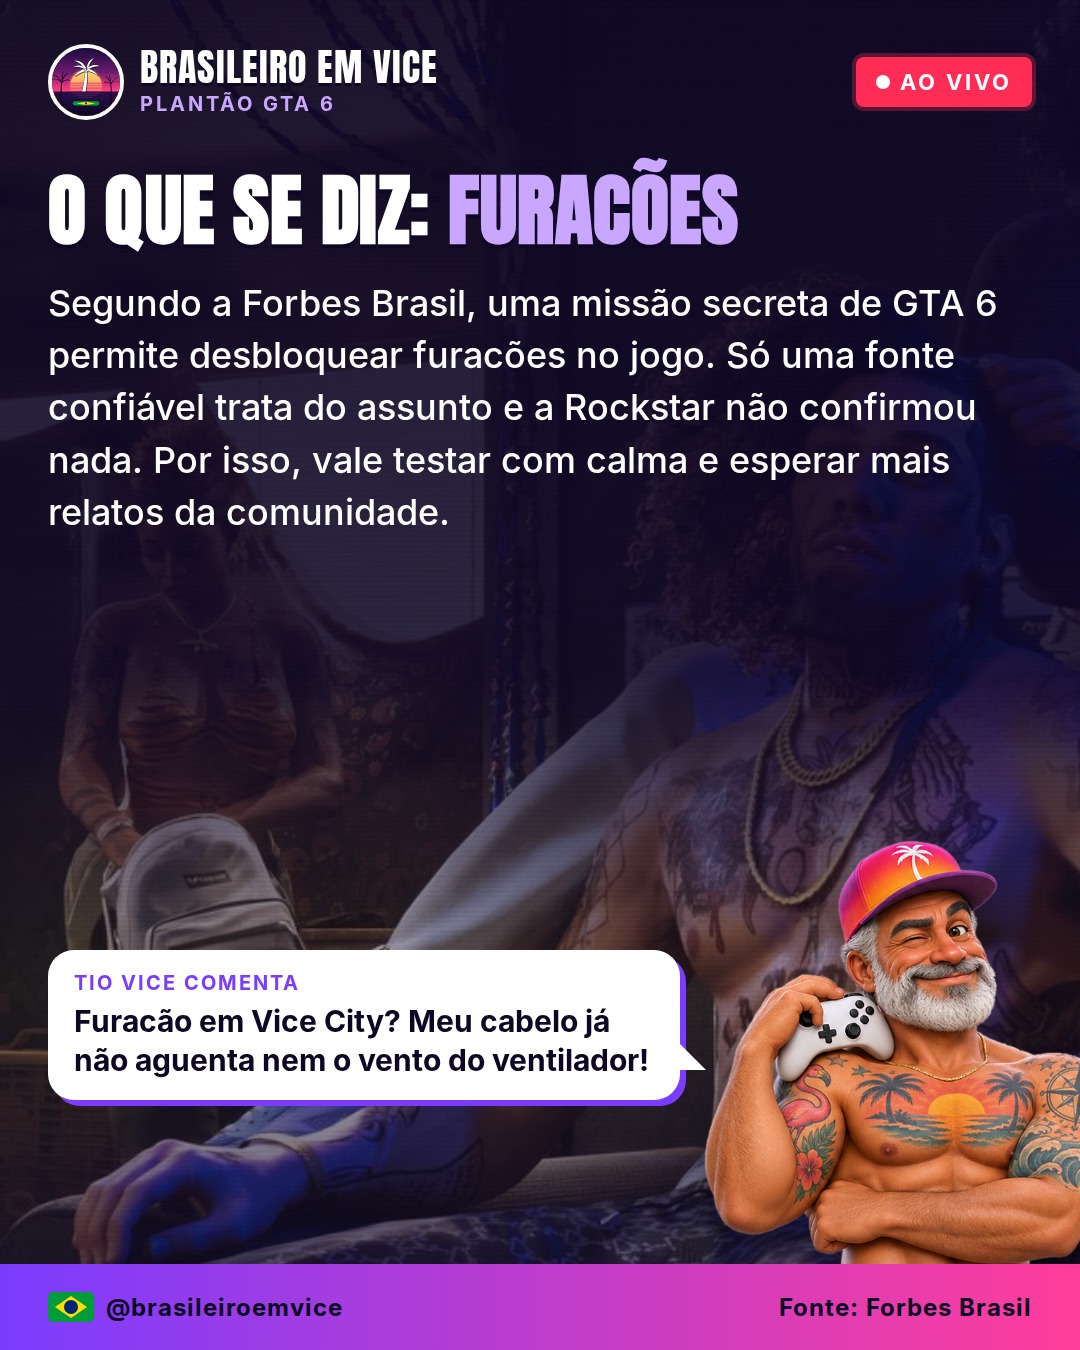 BRASILEIRO EM VICE
PLANTÃO GTA 6
AO VIVO
O QUE SE DIZ: FURACÕES
Segundo a Forbes Brasil, uma missão secreta de GTA 6
permite desbloquear furacões no jogo. Só uma fonte
confiável trata do assunto e a Rockstar não confirmou
nada. Por isso, vale testar com calma e esperar mais
relatos da comunidade.
TIO VICE COMENTA
Furacão em Vice City? Meu cabelo já
não aguenta nem o vento do ventilador!
@brasileiroemvice
Fonte: Forbes Brasil